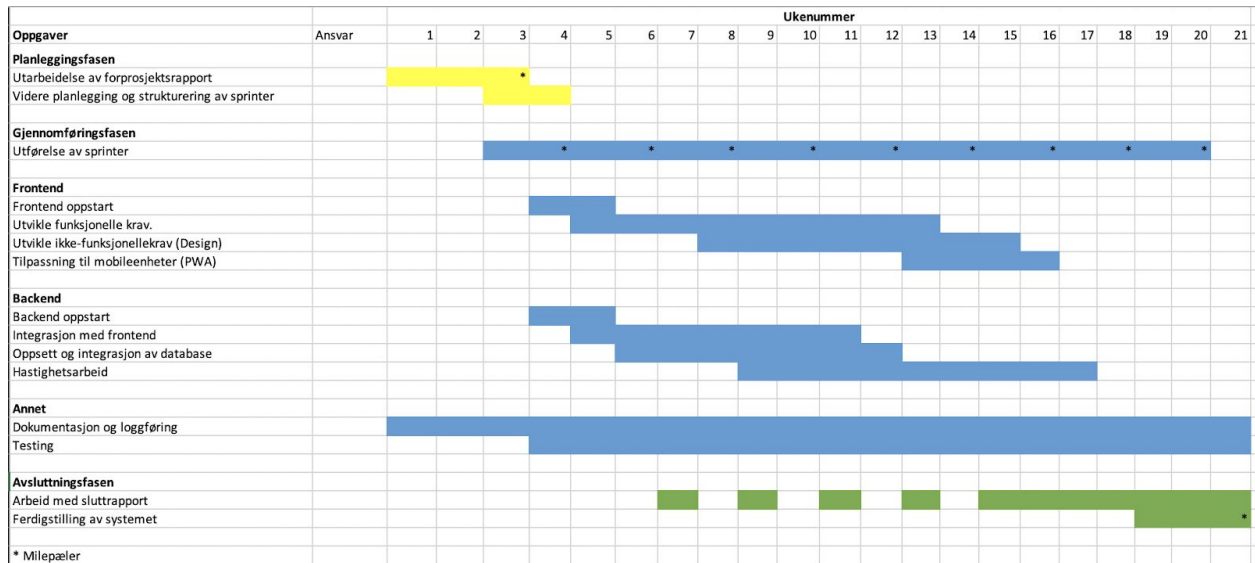 Ukenummer
Oppgaver Ansvar 1 2 3 4 5 6 7 8 9 10 11 12 13 14 15 16 17 18 19 20 21
Planleggingsfasen
Utarbeidelse av forprosjektsrapport *
Videre planlegging og strukturering av sprinter
Gjennomføringsfasen
Utførelse av sprinter * * * * * * * * *
Frontend
Frontend oppstart
Utvikle funksjonelle krav.
Utvikle ikke-funksjonellekrav (Design)
Tilpassning til mobileenheter (PWA)
Backend
Backend oppstart
Integrasjon med frontend
Oppsett og integrasjon av database
Hastighetsarbeid
Annet
Dokumentasjon og loggføring
Testing
Avsluttningsfasen
Arbeid med sluttrapport
Ferdigstilling av systemet *
* Milepæler